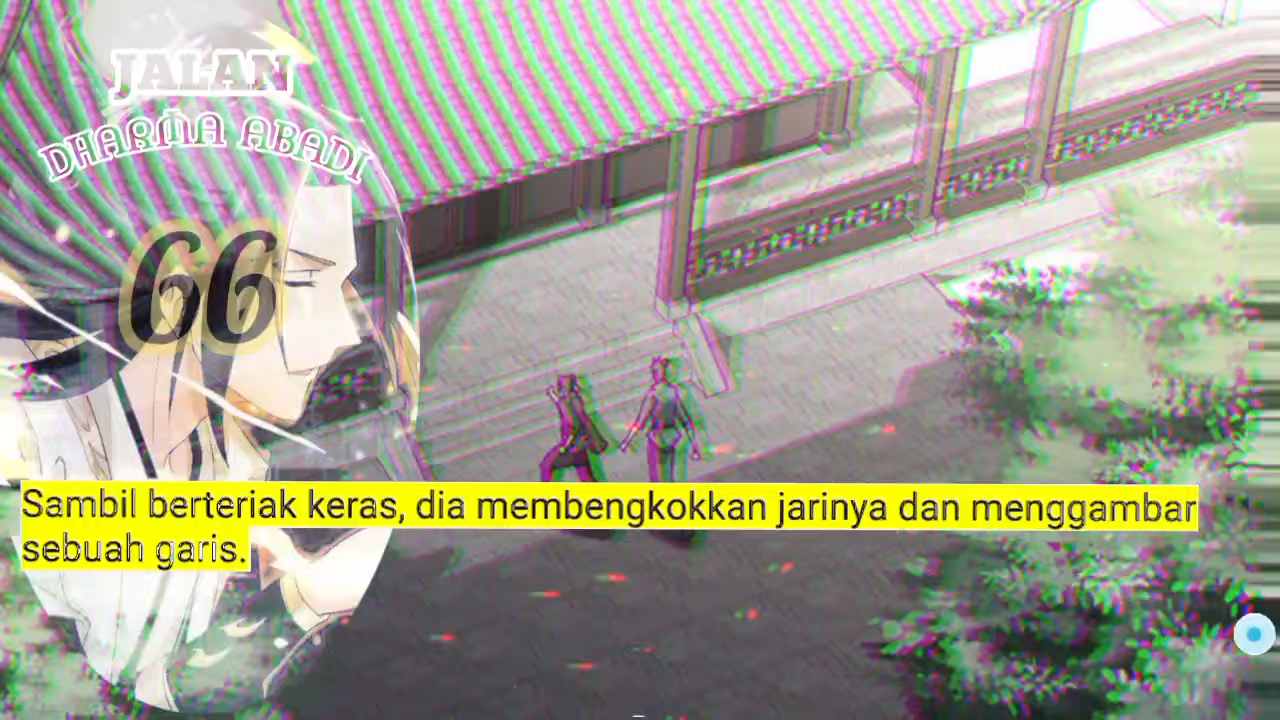 JALAN
DHARMA ABADI
66
Sambil berteriak keras, dia membengkokkan jarinya dan menggambar
sebuah garis.